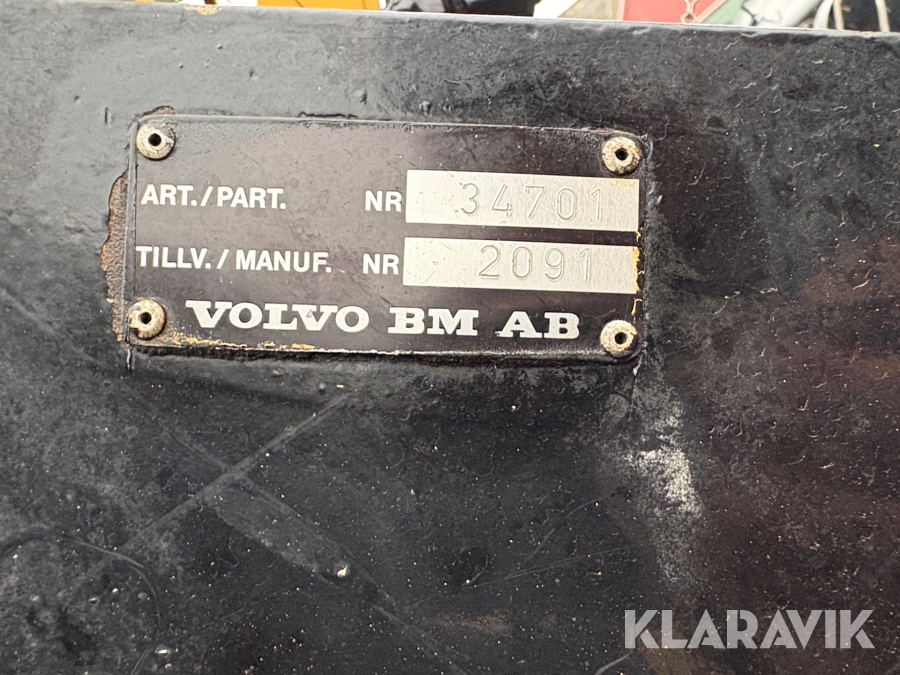 ART./PART. NR 34701
TILLV./MANUF. NR 2091
VOLVO BM AB
KLARAVIK